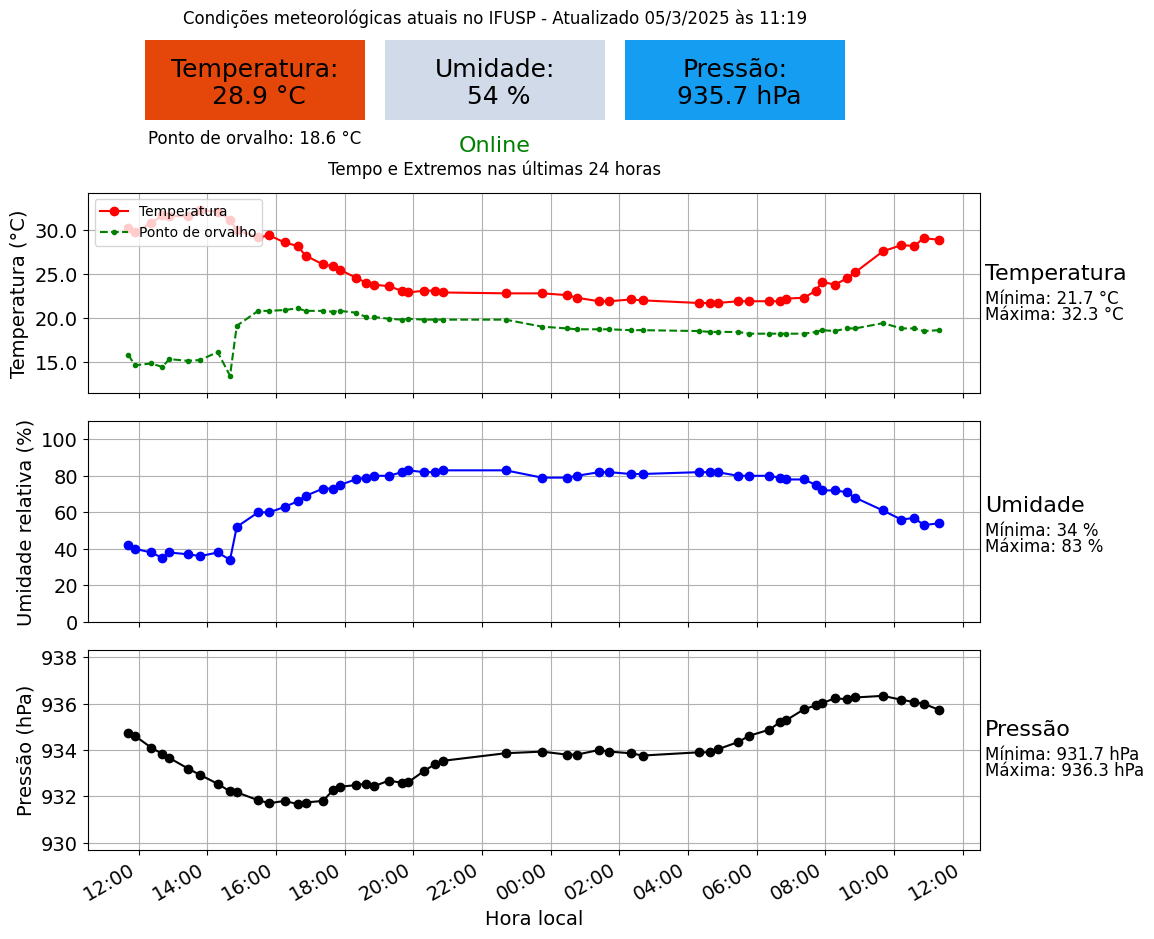 Condições meteorológicas atuais no IFUSP - Atualizado 05/3/2025 às 11:19
Temperatura:
28.9 °C
Umidade:
54 %
Pressão:
935.7 hPa
Ponto de orvalho: 18.6 °C
Online
Tempo e Extremos nas últimas 24 horas
Temperatura (°C)
30.0
25.0
20.0
15.0
Temperatura
Ponto de orvalho
Temperatura
Mínima: 21.7 °C
Máxima: 32.3 °C
Umidade relativa (%)
100
80
60
40
20
0
Umidade
Mínima: 34 %
Máxima: 83 %
Pressão (hPa)
938
936
934
932
930
Pressão
Mínima: 931.7 hPa
Máxima: 936.3 hPa
12:00 14:00 16:00 18:00 20:00 22:00 00:00 02:00 04:00 06:00 08:00 10:00 12:00
Hora local